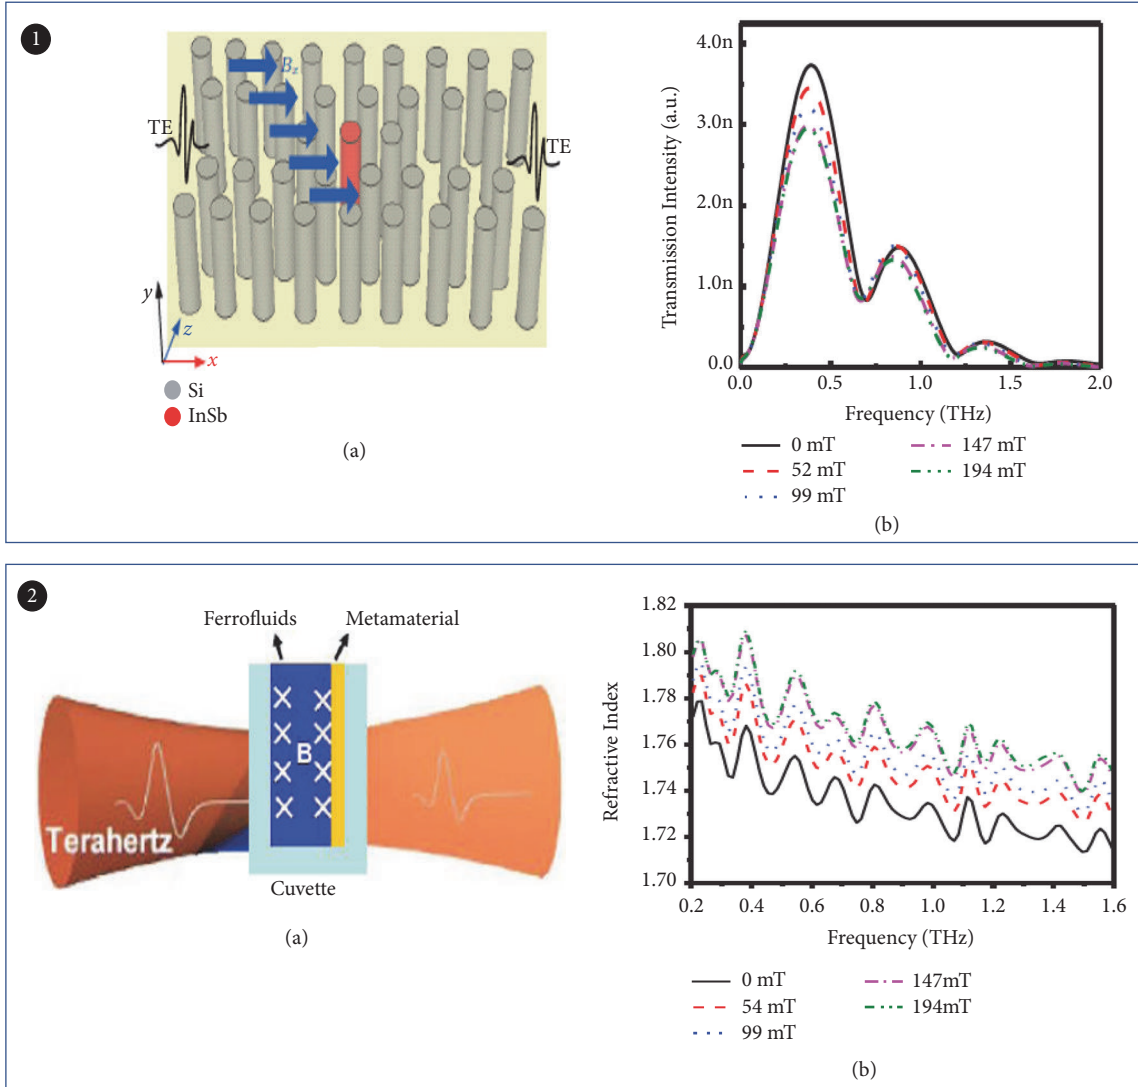 1
B_z
TE
TE
y
z
x
Si
InSb
(a)
4.0n
3.0n
2.0n
1.0n
0.0
Transmission Intensity (a.u.)
0.0 0.5 1.0 1.5 2.0
Frequency (THz)
0 mT 147 mT
52 mT 194 mT
99 mT
(b)
2
Ferrofluids Metamaterial
B
Terahertz
Cuvette
(a)
1.82
1.80
1.78
1.76
1.74
1.72
1.70
Refractive Index
0.2 0.4 0.6 0.8 1.0 1.2 1.4 1.6
Frequency (THz)
0 mT 147mT
54 mT 194mT
99 mT
(b)